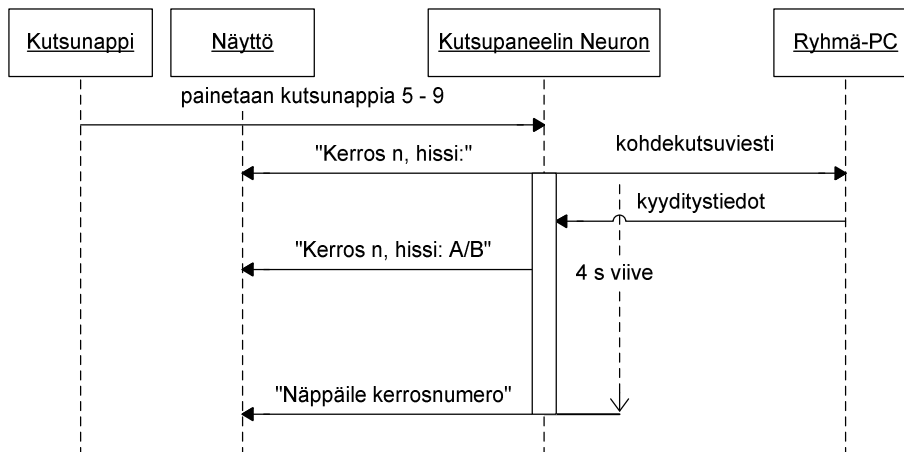 Kutsunappi
Näyttö
Kutsupaneelin Neuron
Ryhmä-PC
painetaan kutsunappia 5 - 9
"Kerros n, hissi:"
kohdekutsuviesti
kyyditystiedot
"Kerros n, hissi: A/B"
4 s viive
"Näppäile kerrosnumero"